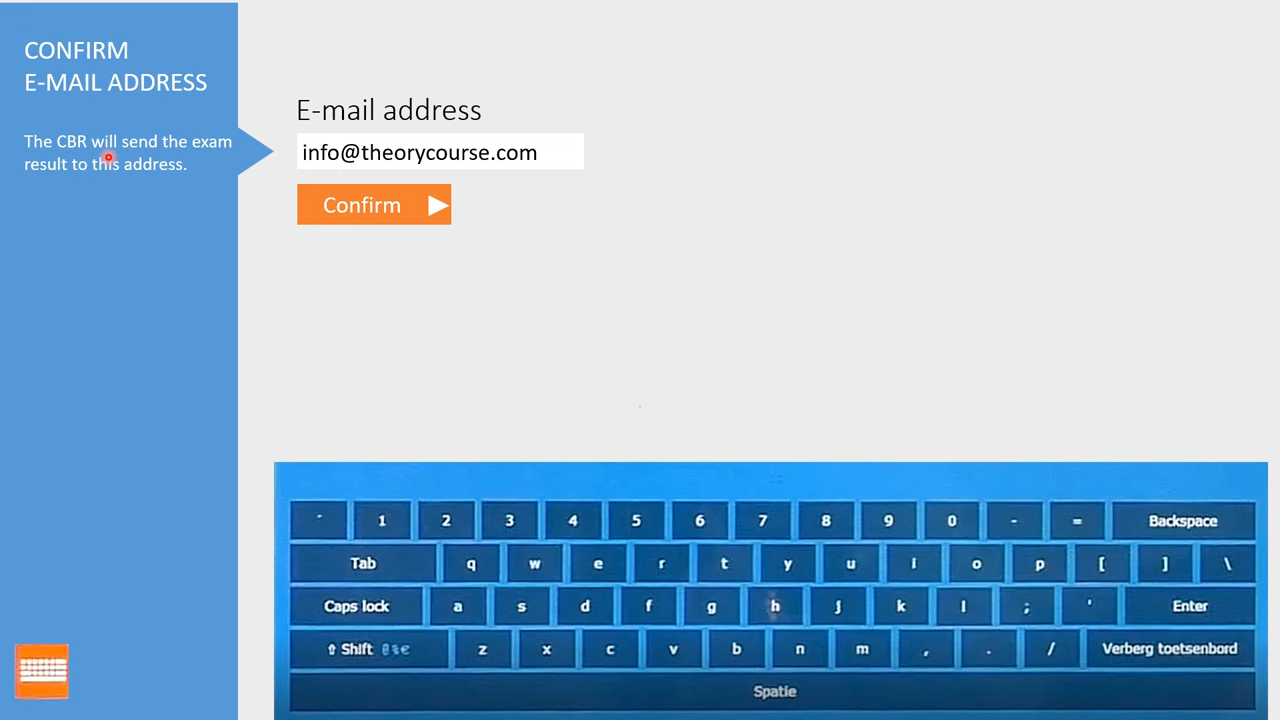 CONFIRM
E-MAIL ADDRESS
The CBR will send the exam
result to this address.
E-mail address
info@theorycourse.com
Confirm
´ 1 2 3 4 5 6 7 8 9 0 - = Backspace
Tab q w e r t y u i o p [ ] \
Caps lock a s d f g h j k l ; ' Enter
⇧ Shift @%€ z x c v b n m , . / Verberg toetsenbord
Spatie